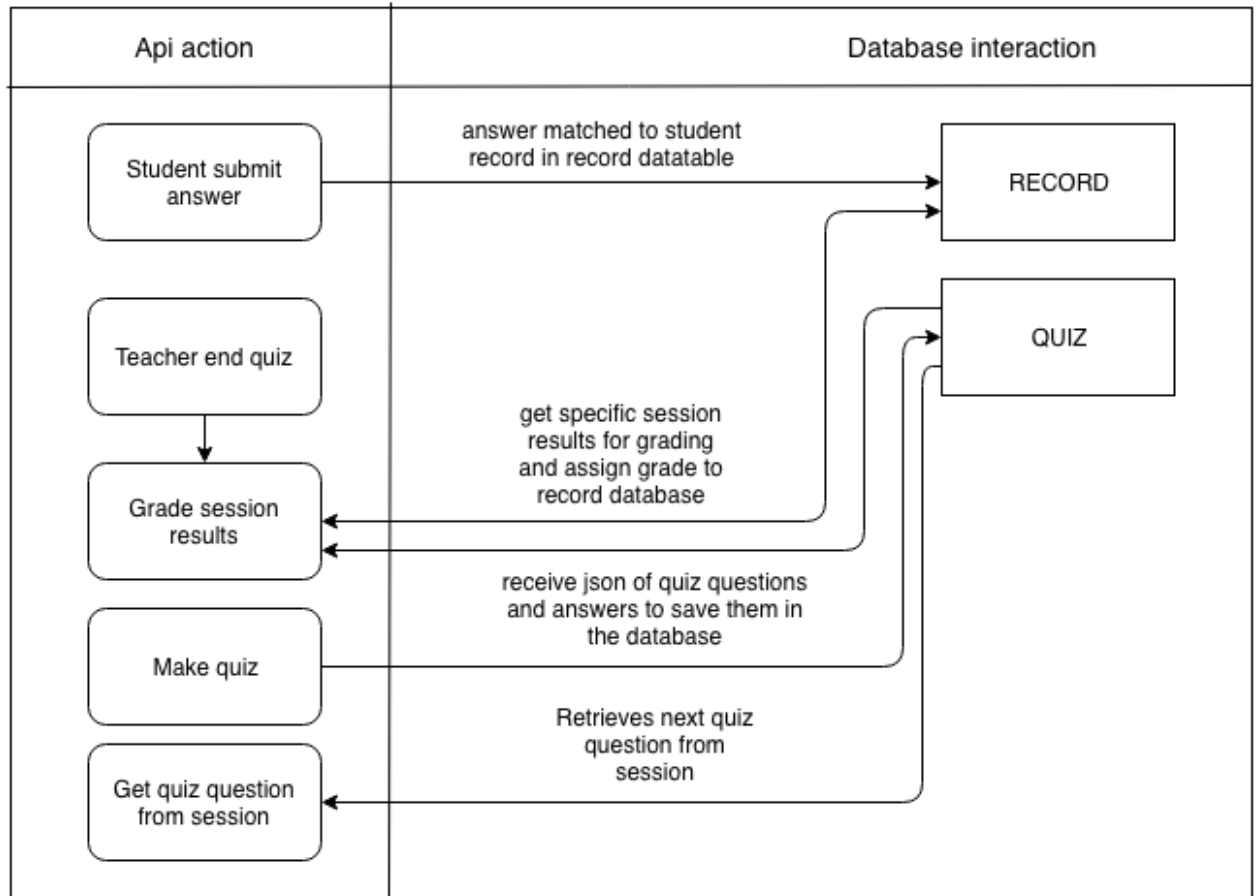 Api action
Database interaction
Student submit
answer
answer matched to student
record in record datatable
RECORD
Teacher end quiz
QUIZ
get specific session
results for grading
and assign grade to
record database
Grade session
results
receive json of quiz questions
and answers to save them in
the database
Make quiz
Retrieves next quiz
question from
session
Get quiz question
from session